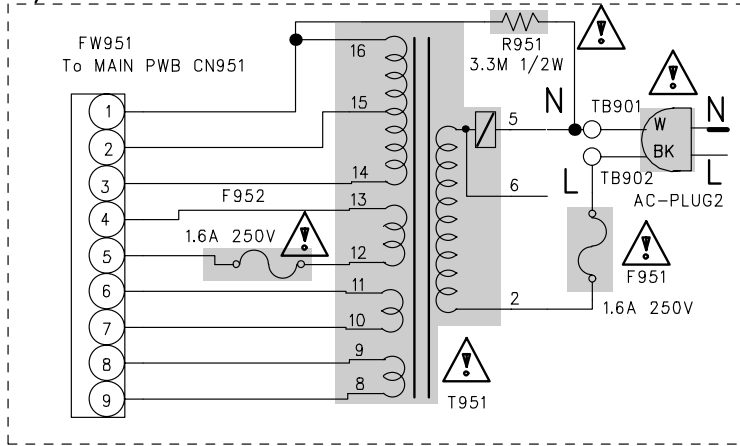 FW951
To MAIN PWB CN951
R951
3.3M 1/2W
16
15
14
13
12
11
10
9
8
1
2
3
4
5
6
7
8
9
F952
1.6A 250V
5
6
2
N
L
TB901
TB902
W
BK
N
L
AC-PLUG2
F951
1.6A 250V
T951
!
!
!
!
!